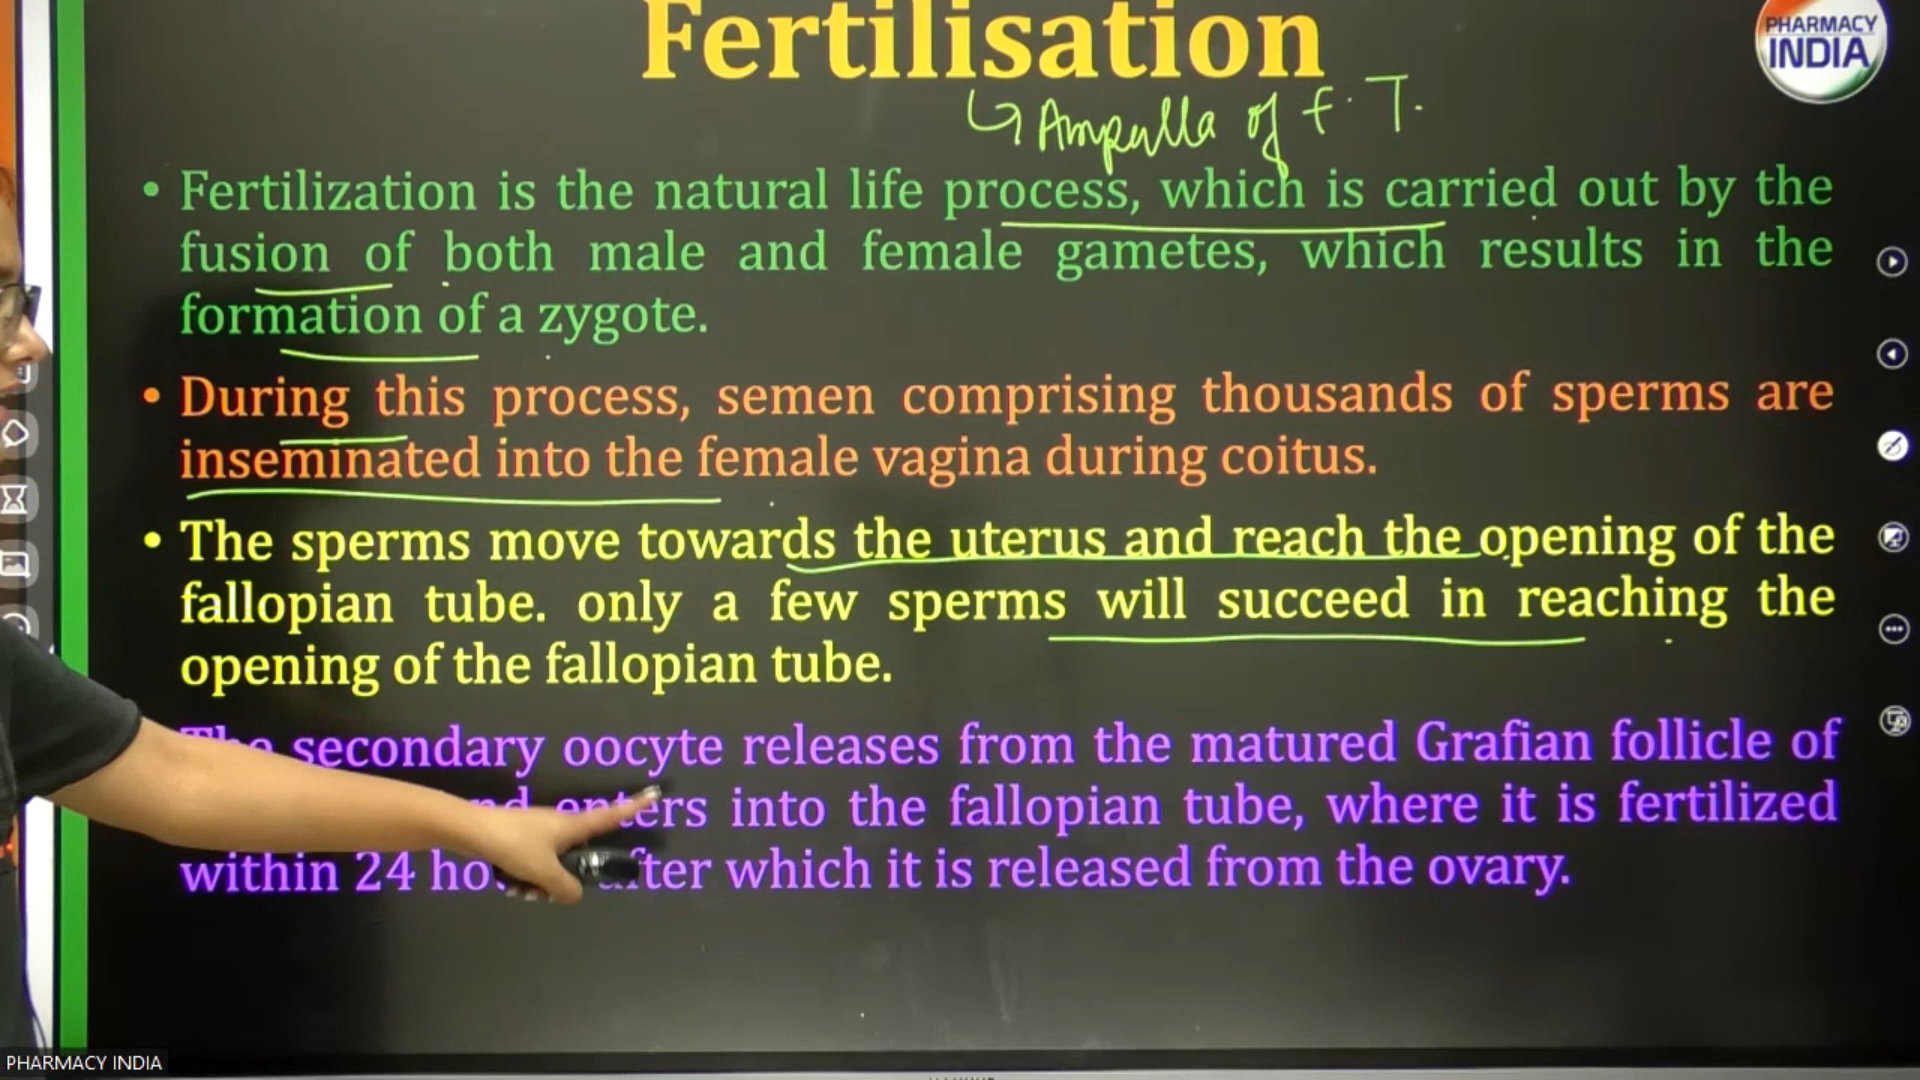 Fertilisation
PHARMACY
INDIA
↳ Ampulla of F.T.
• Fertilization is the natural life process, which is carried out by the
fusion of both male and female gametes, which results in the
formation of a zygote.
• During this process, semen comprising thousands of sperms are
inseminated into the female vagina during coitus.
• The sperms move towards the uterus and reach the opening of the
fallopian tube. only a few sperms will succeed in reaching the
opening of the fallopian tube.
The secondary oocyte releases from the matured Grafian follicle of
enters into the fallopian tube, where it is fertilized
within 24 after which it is released from the ovary.
PHARMACY INDIA